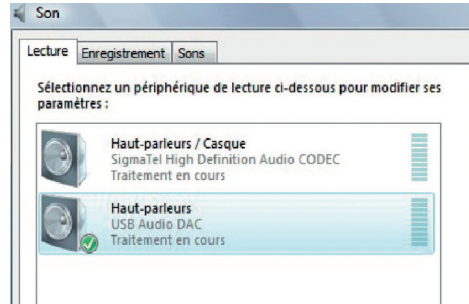 Son
Lecture Enregistrement Sons
Sélectionnez un périphérique de lecture ci-dessous pour modifier ses
paramètres :
Haut-parleurs / Casque
SigmaTel High Definition Audio CODEC
Traitement en cours
Haut-parleurs
USB Audio DAC
Traitement en cours